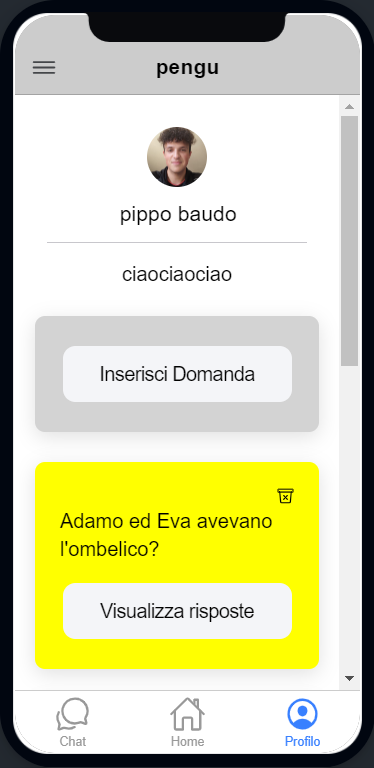 pengu
pippo baudo
ciaociaociao
Inserisci Domanda
Adamo ed Eva avevano
l'ombelico?
Visualizza risposte
Chat
Home
Profilo